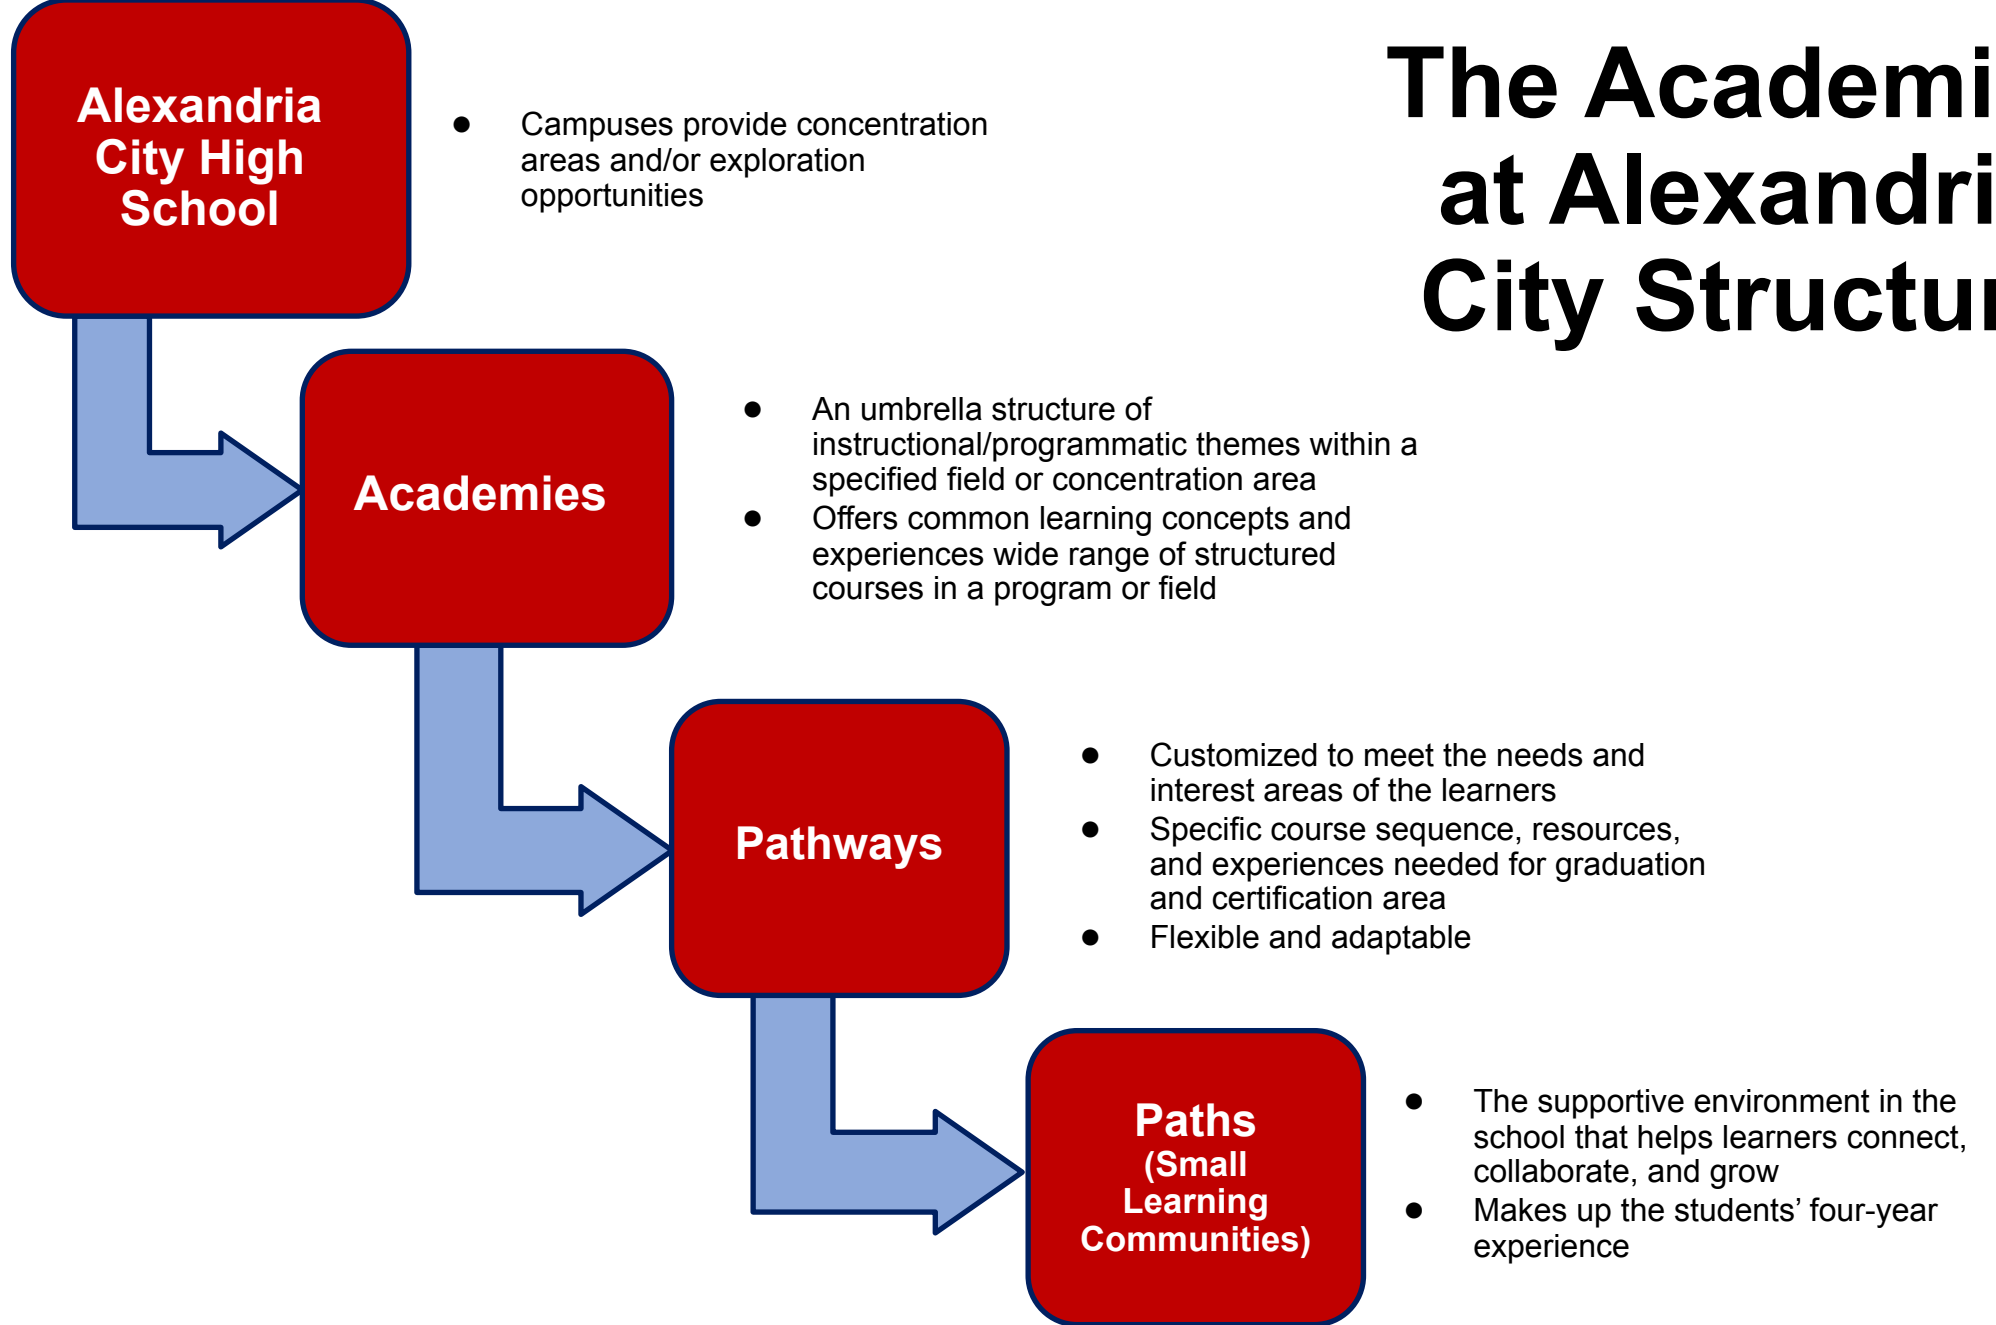 The Academi
at Alexandri
City Structur
Alexandria
City High
School
● Campuses provide concentration
areas and/or exploration
opportunities
Academies
● An umbrella structure of
instructional/programmatic themes within a
specified field or concentration area
● Offers common learning concepts and
experiences wide range of structured
courses in a program or field
Pathways
● Customized to meet the needs and
interest areas of the learners
● Specific course sequence, resources,
and experiences needed for graduation
and certification area
● Flexible and adaptable
Paths
(Small
Learning
Communities)
● The supportive environment in the
school that helps learners connect,
collaborate, and grow
● Makes up the students’ four-year
experience